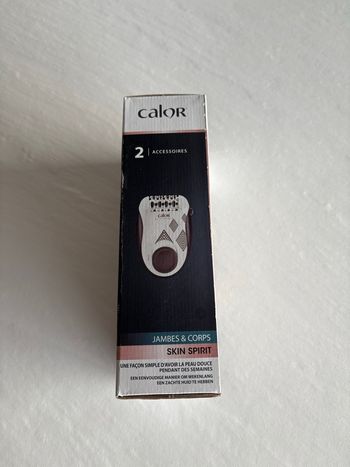 calor
2 | ACCESSOIRES
calor
JAMBES & CORPS
SKIN SPIRIT
UNE FAÇON SIMPLE D'AVOIR LA PEAU DOUCE
PENDANT DES SEMAINES
EEN EENVOUDIGE MANIER OM WEKENLANG
EEN ZACHTE HUID TE HEBBEN